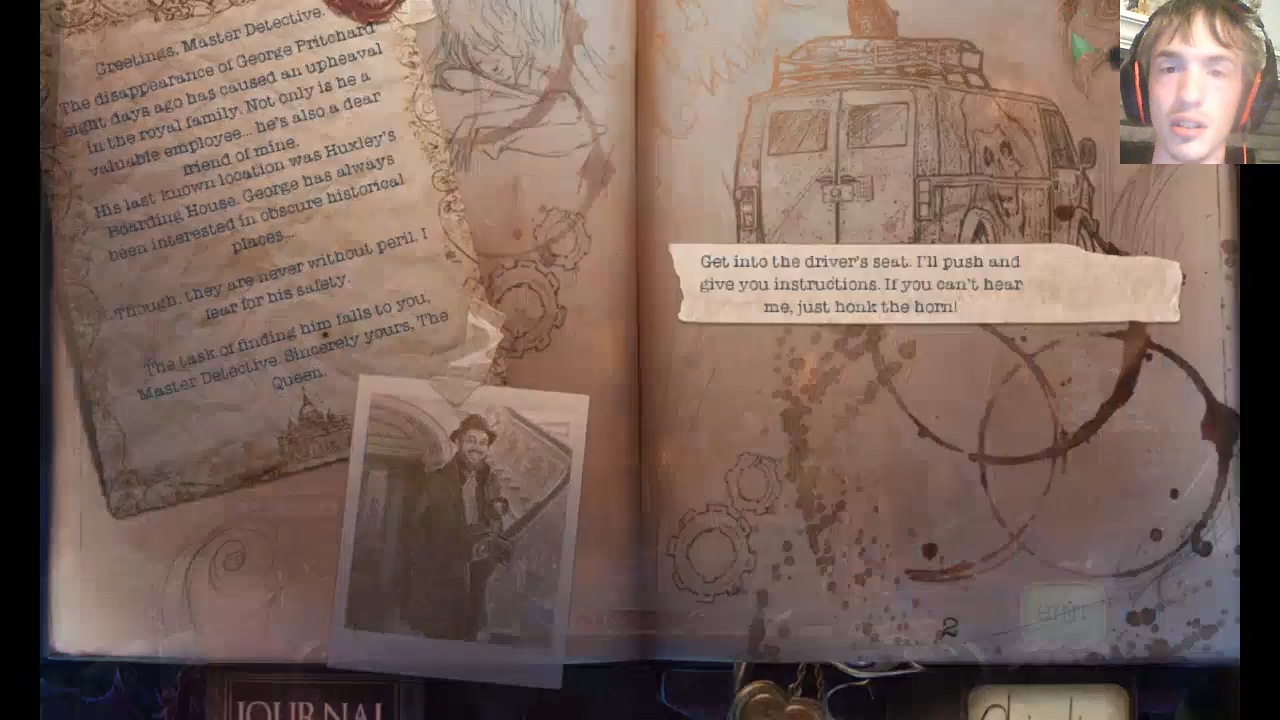 Greetings, Master Detective.
The disappearance of George Pritchard
eight days ago has caused an upheaval
in the royal family. Not only is he a
valuable employee... he's also a dear
friend of mine.
His last known location was Huxley's
Boarding House. George has always
been interested in obscure historical
places...
Though, they are never without peril. I
fear for his safety.
The task of finding him falls to you,
Master Detective. Sincerely yours, The
Queen.
Get into the driver's seat. I'll push and
give you instructions. If you can't hear
me, just honk the horn!
2
JOURNAL